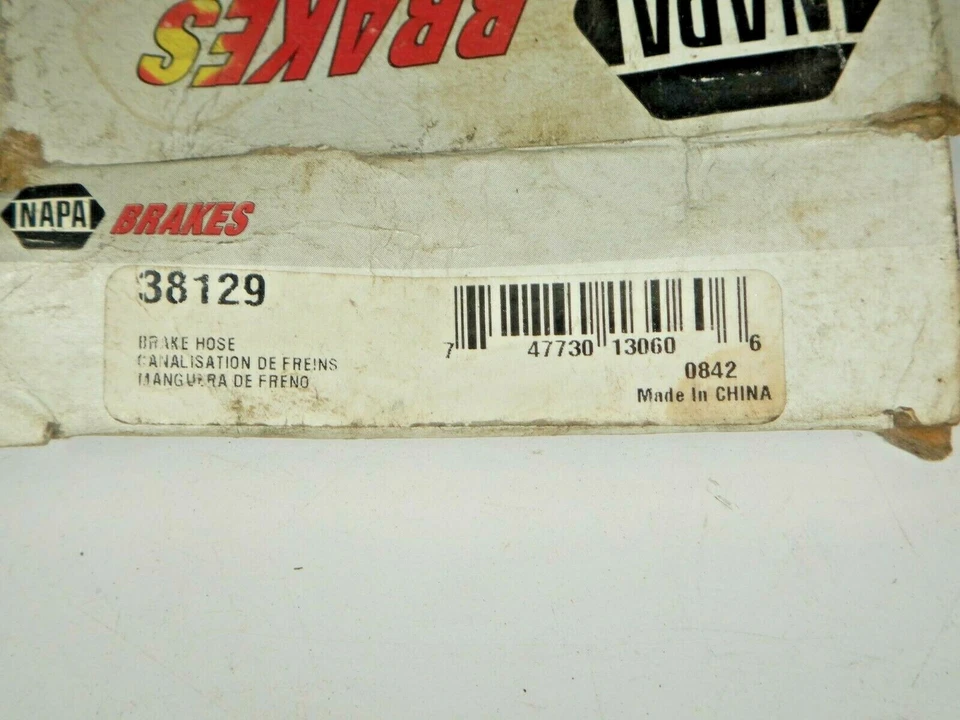 BRAKES
NAPA
NAPA BRAKES
38129
BRAKE HOSE
CANALISATION DE FREINS
MANGUERA DE FRENO
7 47730 13060 6
0842
Made In CHINA